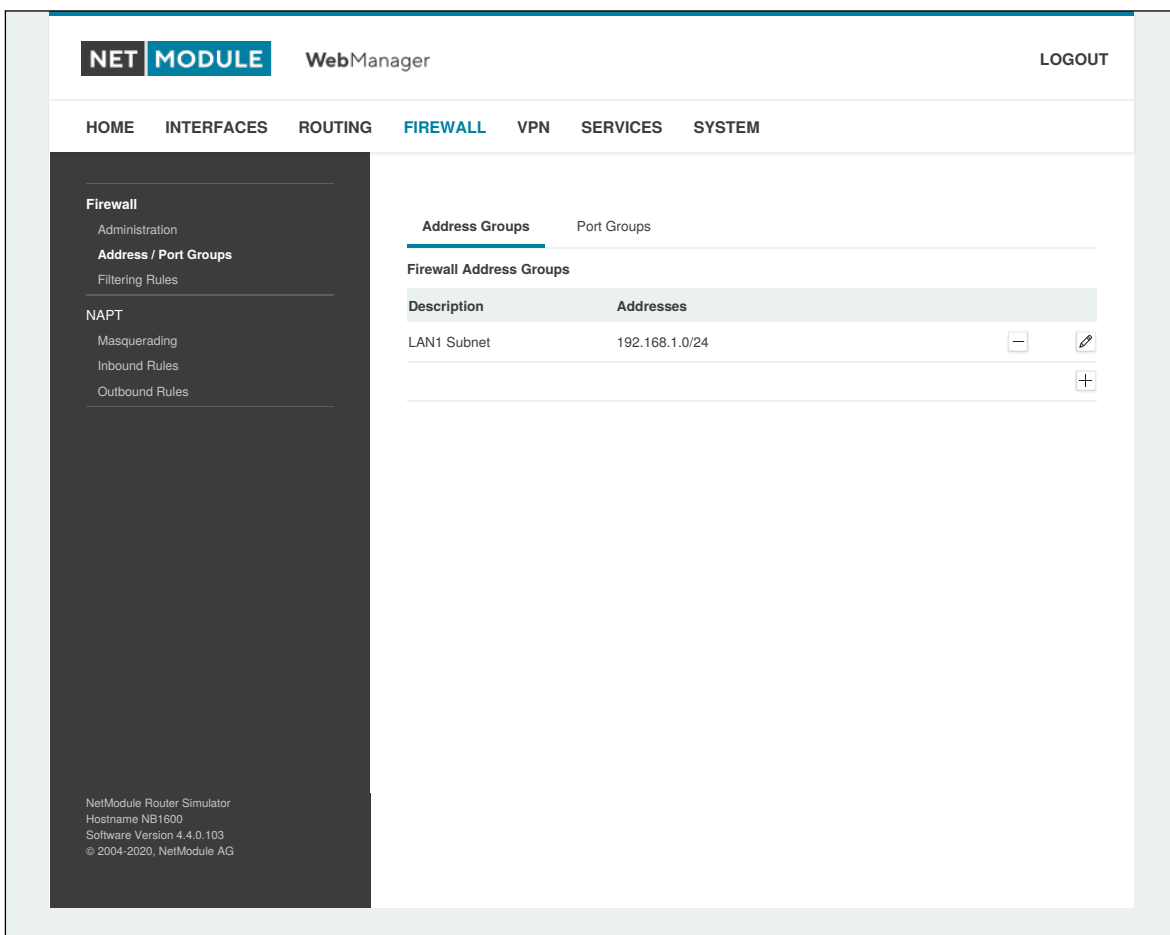 NET MODULE WebManager LOGOUT
HOME INTERFACES ROUTING FIREWALL VPN SERVICES SYSTEM
Firewall
Administration
Address / Port Groups
Filtering Rules
NAPT
Masquerading
Inbound Rules
Outbound Rules
Address Groups Port Groups
Firewall Address Groups
Description Addresses
LAN1 Subnet 192.168.1.0/24
NetModule Router Simulator
Hostname NB1600
Software Version 4.4.0.103
© 2004-2020, NetModule AG